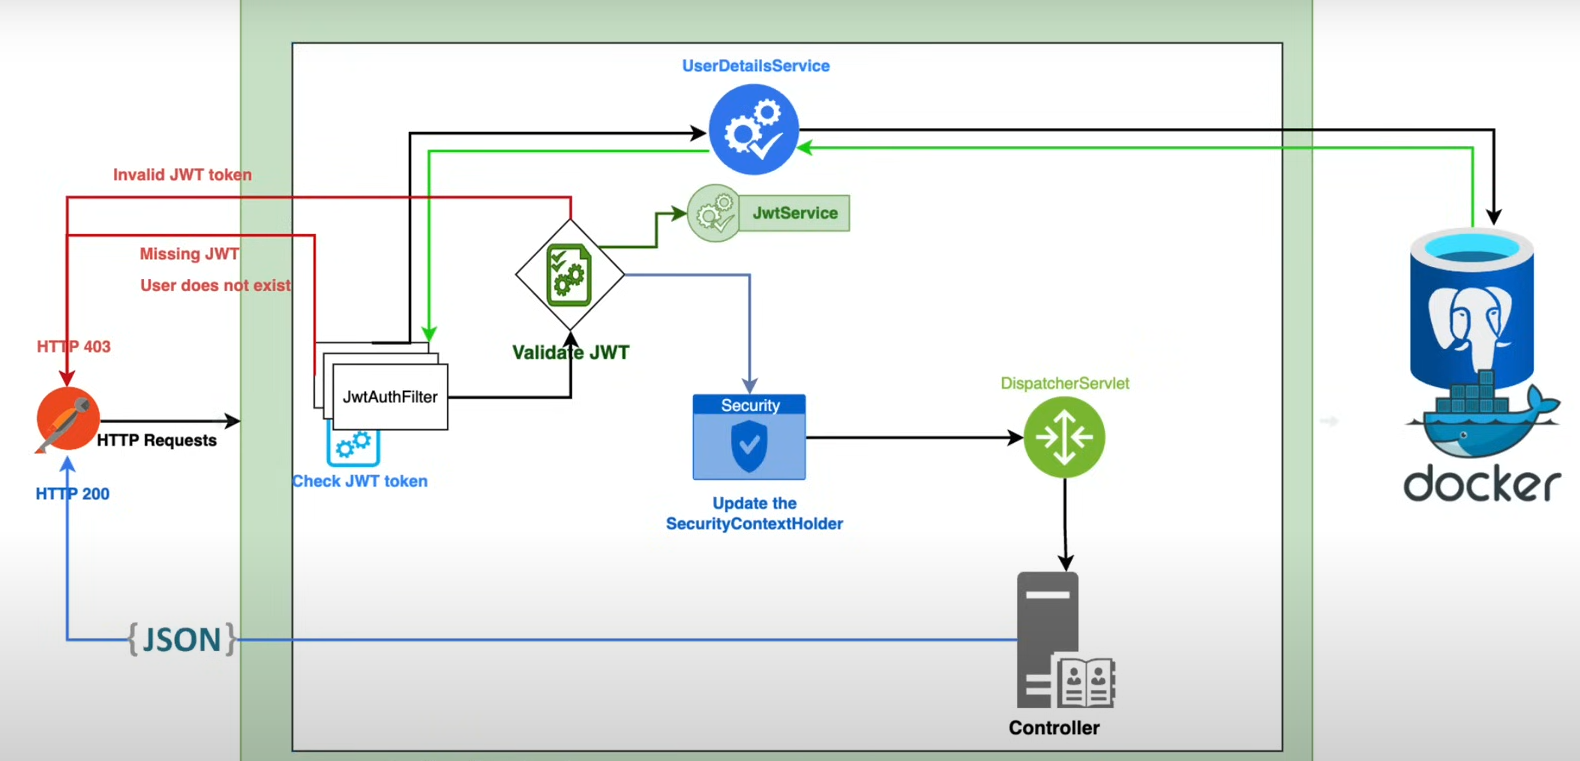 UserDetailsService
Invalid JWT token
JwtService
Missing JWT
User does not exist
HTTP 403
Validate JWT
DispatcherServlet
JwtAuthFilter
Security
HTTP Requests
Check JWT token
HTTP 200
docker
Update the
SecurityContextHolder
{JSON}
Controller